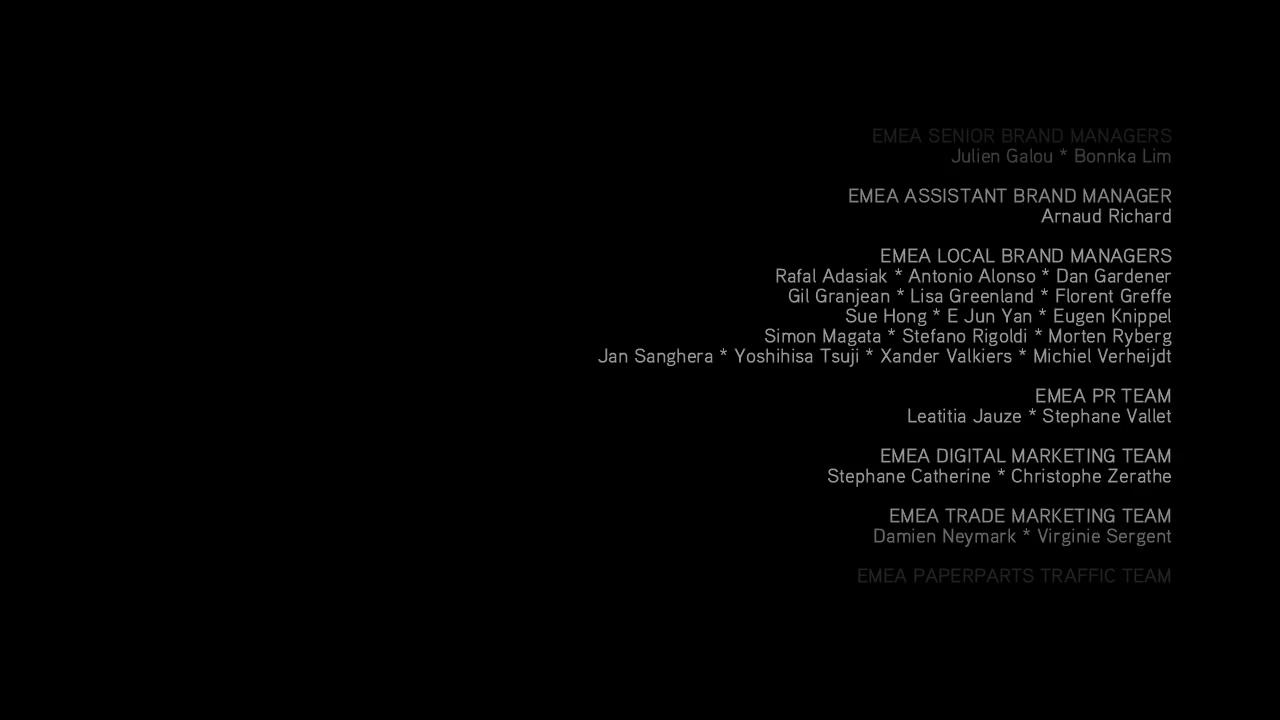 EMEA SENIOR BRAND MANAGERS
Julien Galou * Bonnka Lim
EMEA ASSISTANT BRAND MANAGER
Arnaud Richard
EMEA LOCAL BRAND MANAGERS
Rafal Adasiak * Antonio Alonso * Dan Gardener
Gil Granjean * Lisa Greenland * Florent Greffe
Sue Hong * E Jun Yan * Eugen Knippel
Simon Magata * Stefano Rigoldi * Morten Ryberg
Jan Sanghera * Yoshihisa Tsuji * Xander Valkiers * Michiel Verheijdt
EMEA PR TEAM
Leatitia Jauze * Stephane Vallet
EMEA DIGITAL MARKETING TEAM
Stephane Catherine * Christophe Zerathe
EMEA TRADE MARKETING TEAM
Damien Neymark * Virginie Sergent
EMEA PAPERPARTS TRAFFIC TEAM